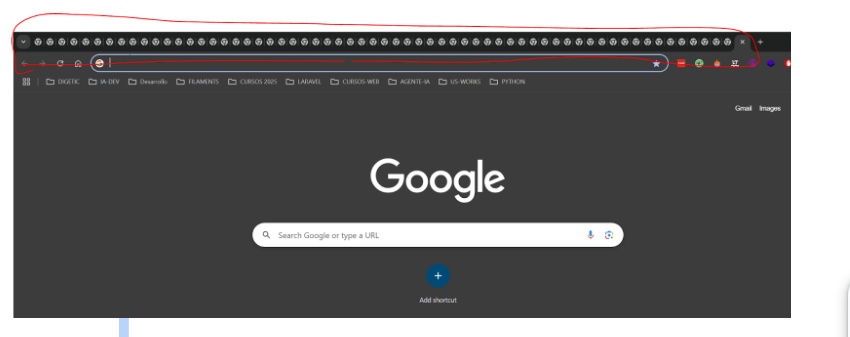 DIGETIC IA-DEV Desarrollo FILAMENTS CURSOS 2025 LARAVEL CURSOS-WEB AGENTE-IA US-WORKS PYTHON
Gmail Images
Google
Search Google or type a URL
Add shortcut